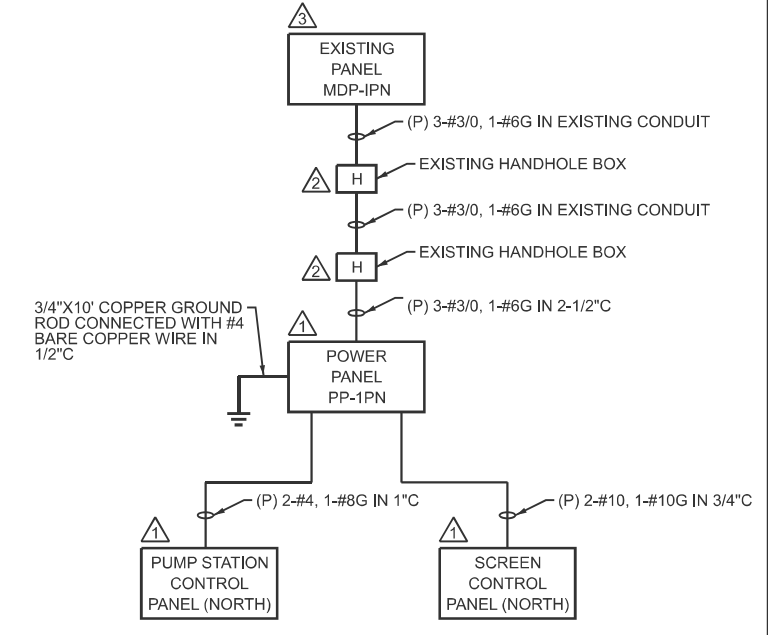 3
EXISTING
PANEL
MDP-IPN
(P) 3-#3/0, 1-#6G IN EXISTING CONDUIT
2
H
EXISTING HANDHOLE BOX
(P) 3-#3/0, 1-#6G IN EXISTING CONDUIT
2
H
EXISTING HANDHOLE BOX
(P) 3-#3/0, 1-#6G IN 2-1/2"C
3/4"X10' COPPER GROUND
ROD CONNECTED WITH #4
BARE COPPER WIRE IN
1/2"C
1
POWER
PANEL
PP-1PN
(P) 2-#4, 1-#8G IN 1"C
(P) 2-#10, 1-#10G IN 3/4"C
1
PUMP STATION
CONTROL
PANEL (NORTH)
1
SCREEN
CONTROL
PANEL (NORTH)